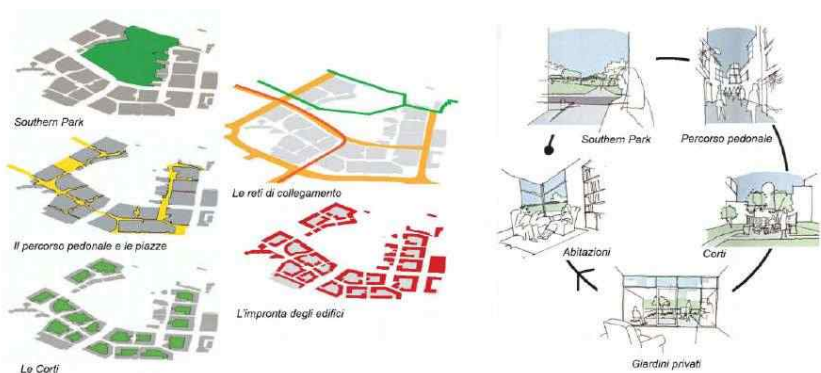 Southern Park
Il percorso pedonale e le piazze
Le Corti
Le reti di collegamento
L'impronta degli edifici
Southern Park
Percorso pedonale
Abitazioni
Corti
Giardini privati